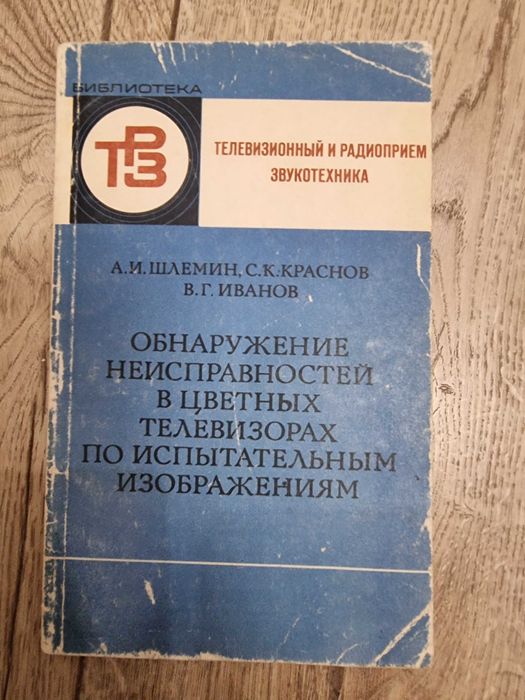 БИБЛИОТЕКА
ТРЗ
ТЕЛЕВИЗИОННЫЙ И РАДИОПРИЕМ
ЗВУКОТЕХНИКА
А.И. ШЛЕМИН, С.К. КРАСНОВ
В.Г. ИВАНОВ
ОБНАРУЖЕНИЕ
НЕИСПРАВНОСТЕЙ
В ЦВЕТНЫХ
ТЕЛЕВИЗОРАХ
ПО ИСПЫТАТЕЛЬНЫМ
ИЗОБРАЖЕНИЯМ